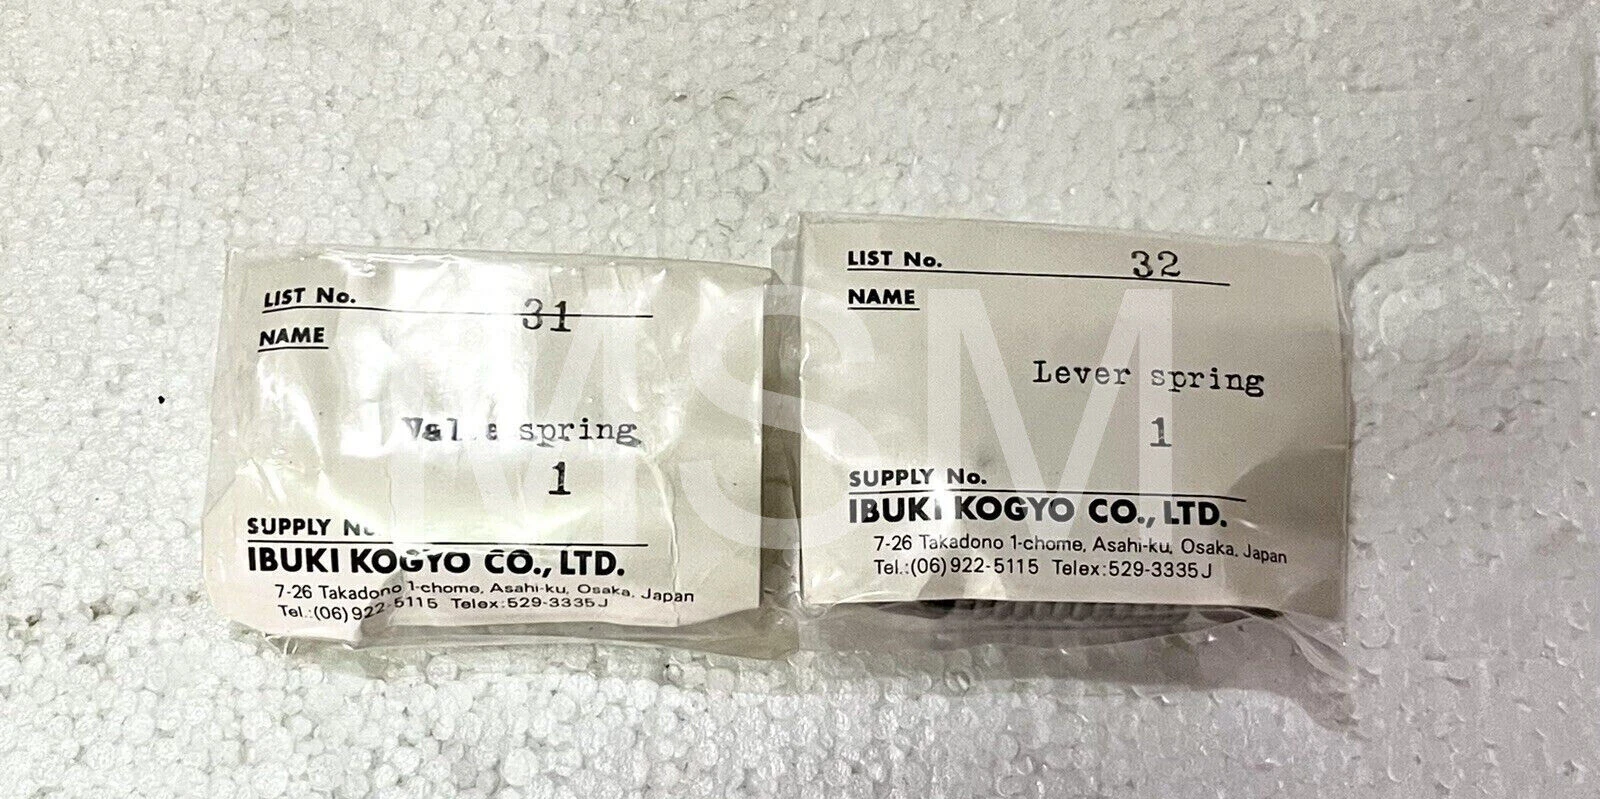 LIST No. 31
NAME
spring
1
SUPPLY
IBUKI KOGYO CO., LTD.
7-26 Takadono 1-chome, Asahi-ku, Osaka, Japan
Tel.:(06)922-5115 Telex:529-3335J
LIST No. 32
NAME
Lever spring
1
SUPPLY No.
IBUKI KOGYO CO., LTD.
7-26 Takadono 1-chome, Asahi-ku, Osaka, Japan
Tel.:(06)922-5115 Telex:529-3335J
MSM